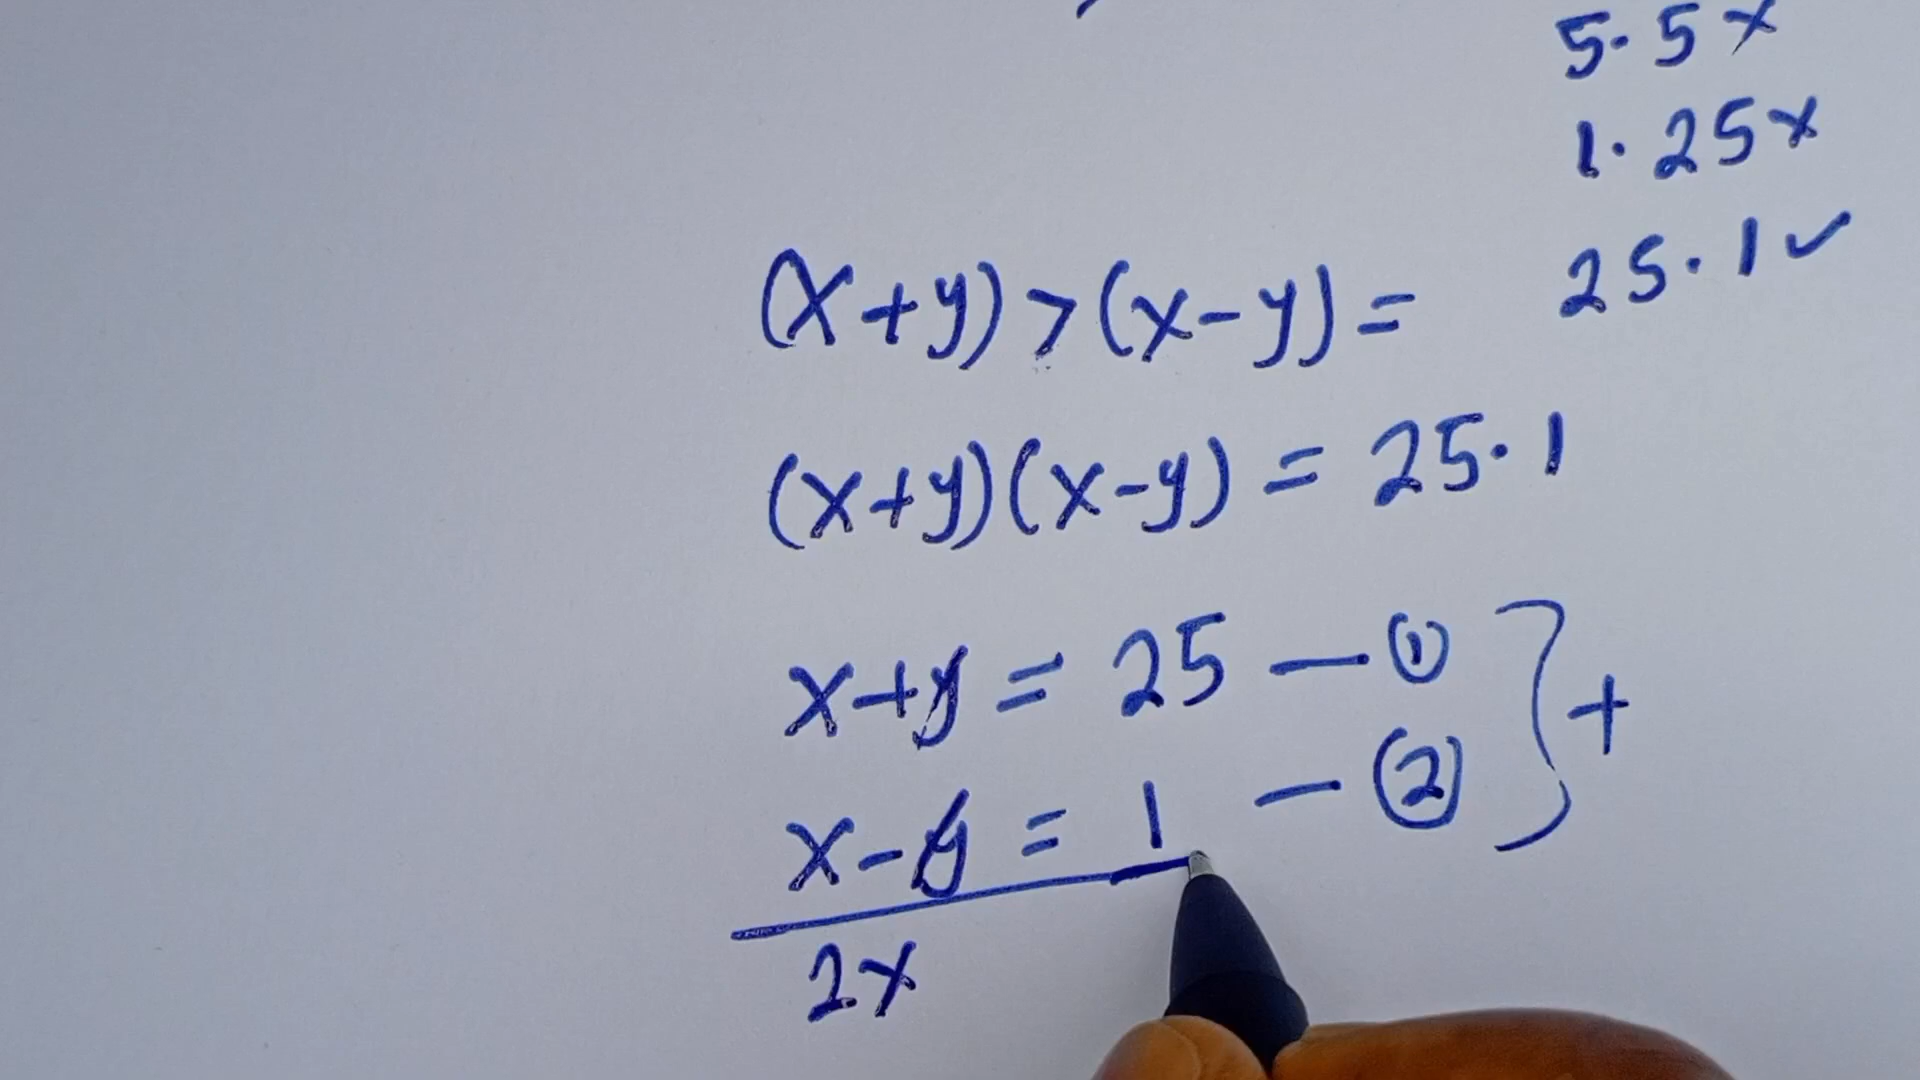 5·5×
1·25×
25·1✓
(x+y)>(x-y)=
(x+y)(x-y)=25·1
x+y=25—①
x-y=1—②
+
2x